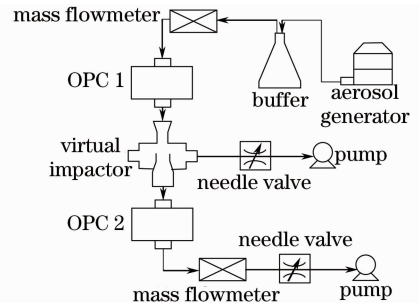 mass flowmeter
OPC 1
buffer
aerosol
generator
virtual
impactor
pump
needle valve
OPC 2
needle valve
mass flowmeter
pump